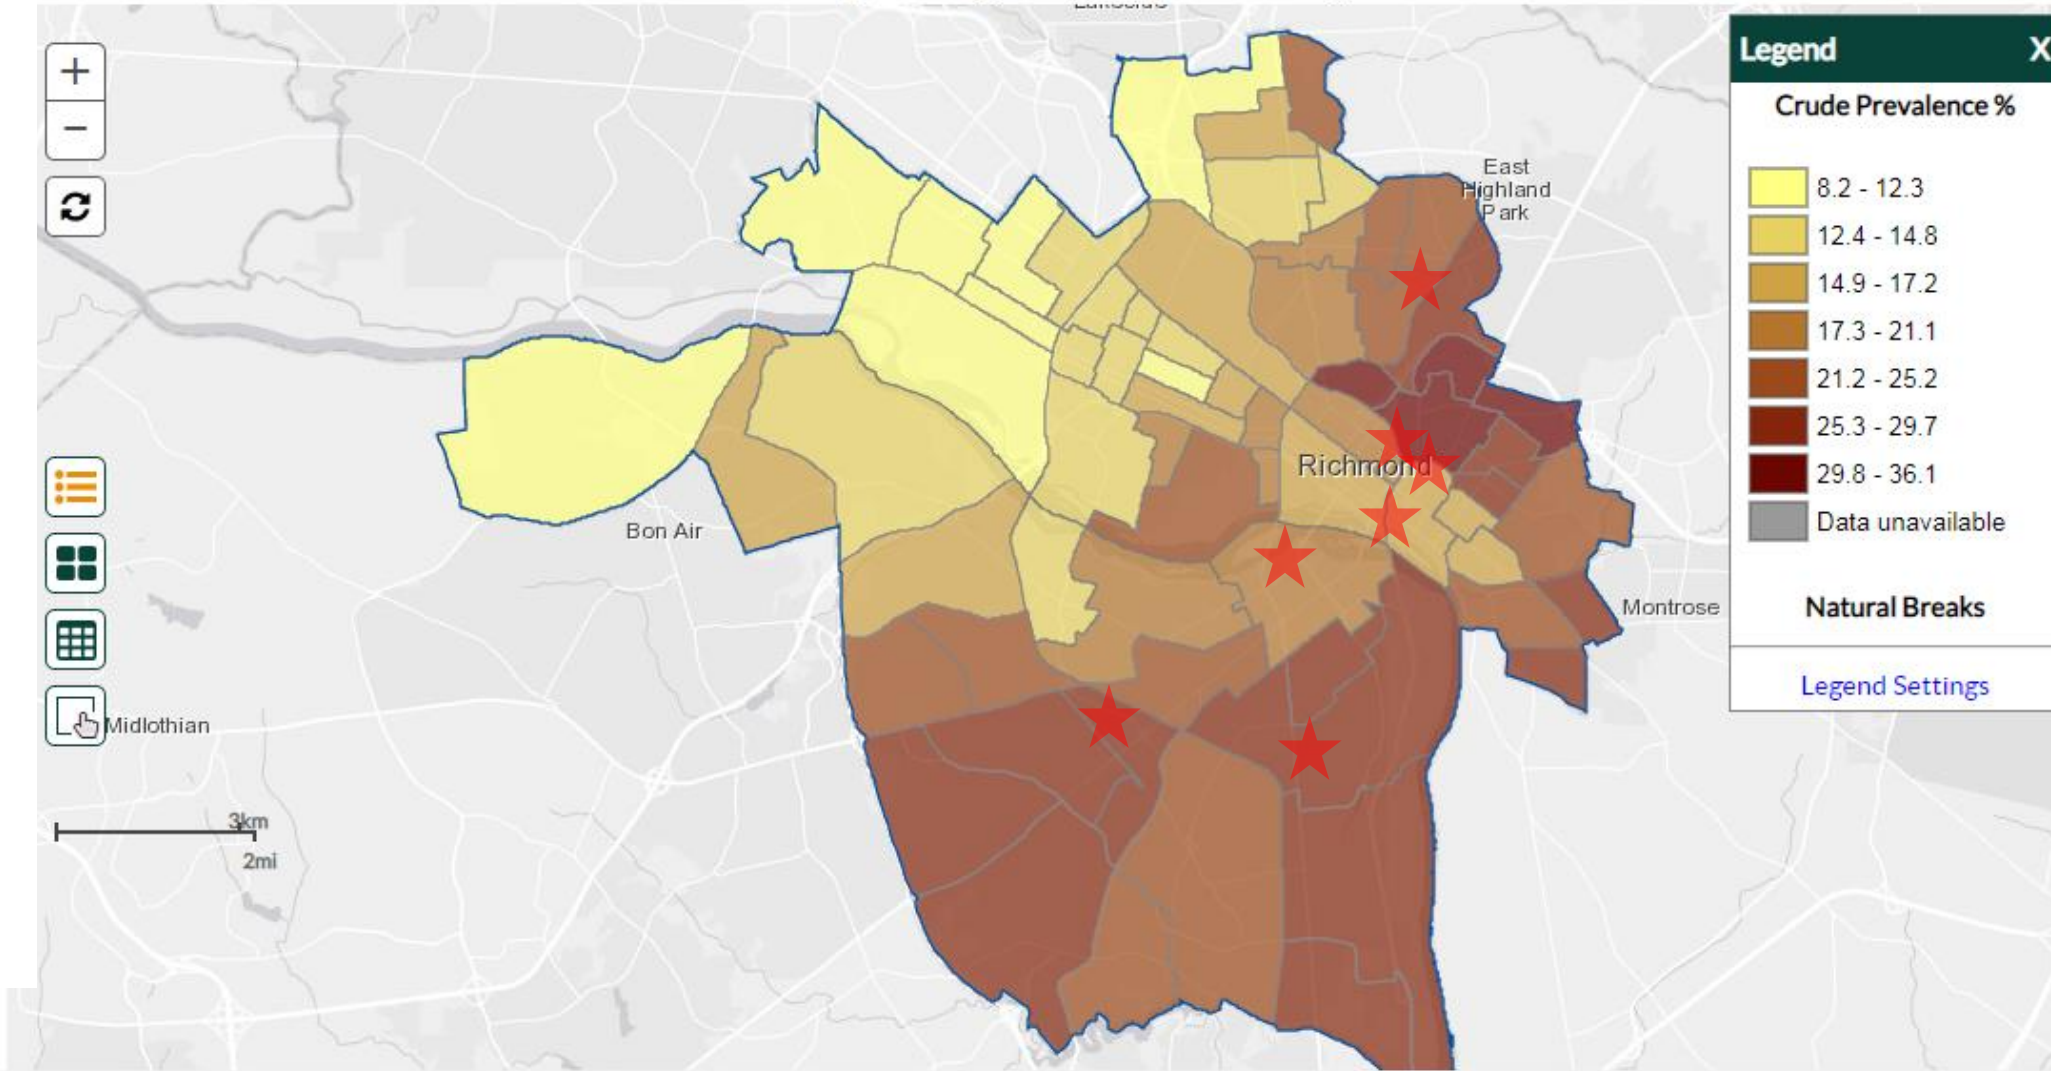 Lakeside
+
−
East
Highland
Park
Richmond
Bon Air
Montrose
Midlothian
3km
2mi
Legend X
Crude Prevalence %
8.2 - 12.3
12.4 - 14.8
14.9 - 17.2
17.3 - 21.1
21.2 - 25.2
25.3 - 29.7
29.8 - 36.1
Data unavailable
Natural Breaks
Legend Settings